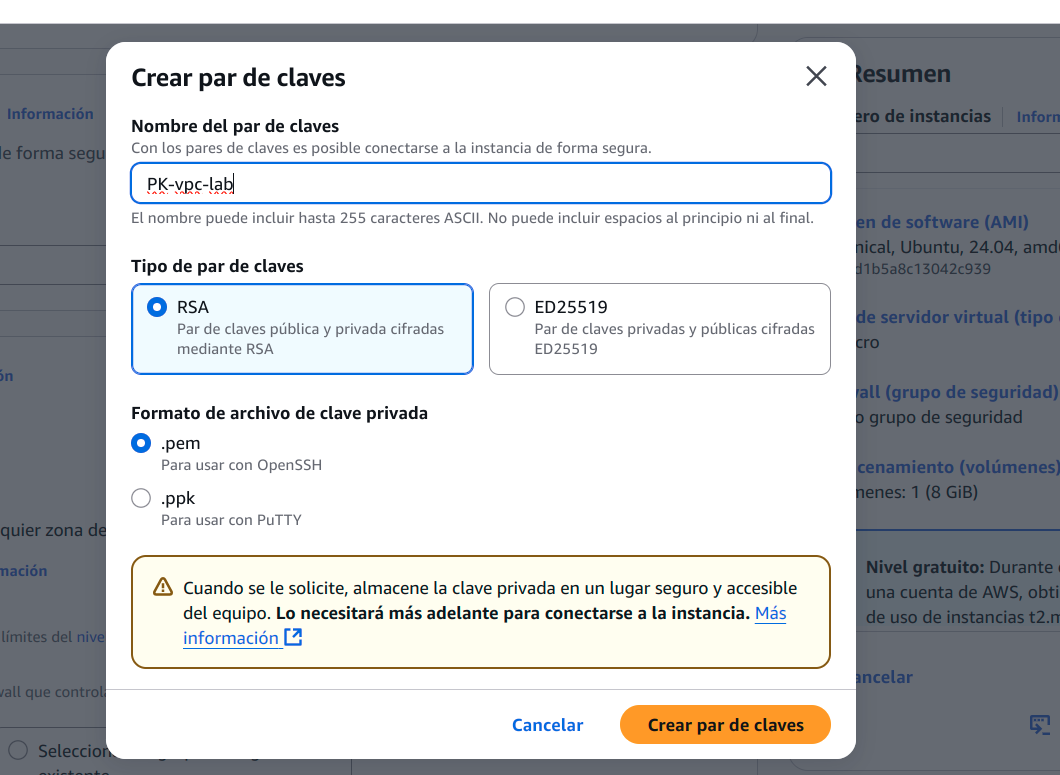 Crear par de claves
Resumen
Información
ero de instancias
Inform
Nombre del par de claves
Con los pares de claves es posible conectarse a la instancia de forma segura.
e forma segu
PK-vpc-lab
El nombre puede incluir hasta 255 caracteres ASCII. No puede incluir espacios al principio ni al final.
en de software (AMI)
nical, Ubuntu, 24.04, amd
d1b5a8c13042c939
Tipo de par de claves
RSA
Par de claves pública y privada cifradas
mediante RSA
ED25519
Par de claves privadas y públicas cifradas
ED25519
de servidor virtual (tipo
cro
ón
vall (grupo de seguridad)
o grupo de seguridad
Formato de archivo de clave privada
.pem
Para usar con OpenSSH
.ppk
Para usar con PuTTY
cenamiento (volúmenes)
menes: 1 (8 GiB)
quier zona de
mación
Nivel gratuito: Durante
una cuenta de AWS, obti
de uso de instancias t2.m
Cuando se le solicite, almacene la clave privada en un lugar seguro y accesible
del equipo. Lo necesitará más adelante para conectarse a la instancia. Más
información
límites del nive
wall que control
ancelar
Cancelar
Crear par de claves
Seleccion